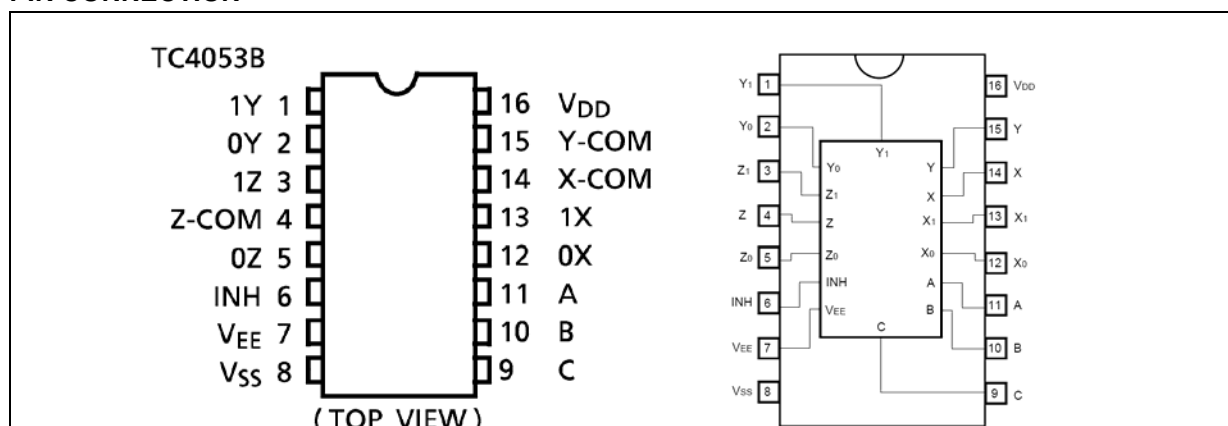 TC4053B
1Y 1
0Y 2
1Z 3
Z-COM 4
0Z 5
INH 6
VEE 7
VSS 8
16 VDD
15 Y-COM
14 X-COM
13 1X
12 0X
11 A
10 B
9 C
(TOP VIEW)
Y1 1
Y0 2
Z1 3
Z 4
Z0 5
INH 6
VEE 7
VSS 8
Y1
Y0
Z1
Z
Z0
INH
VEE
C
Y
X
X1
X0
A
B
16 VDD
15 Y
14 X
13 X1
12 X0
11 A
10 B
9 C